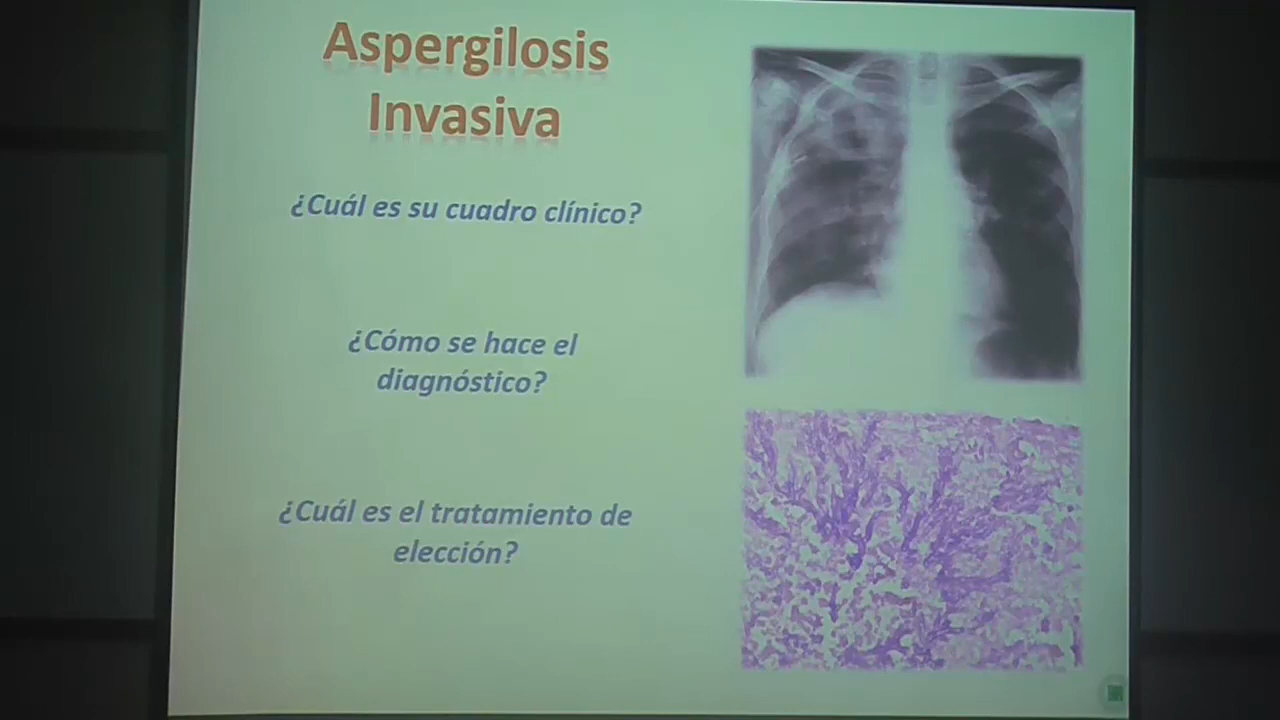 Aspergilosis
Invasiva
¿Cuál es su cuadro clínico?
¿Cómo se hace el
diagnóstico?
¿Cuál es el tratamiento de
elección?